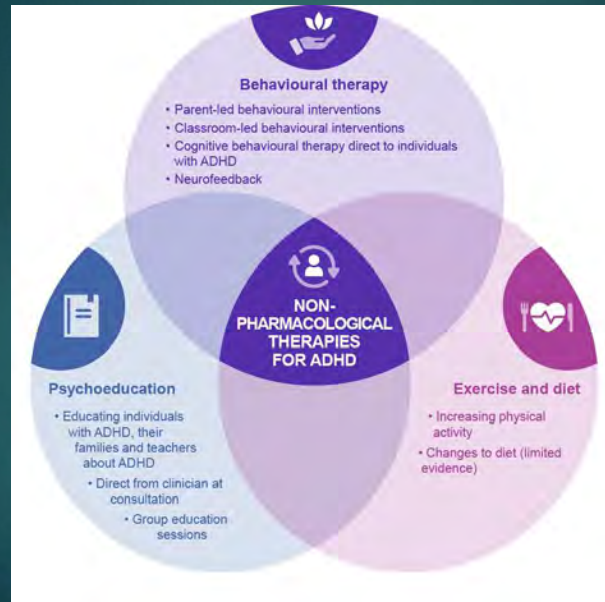 Behavioural therapy
• Parent-led behavioural interventions
• Classroom-led behavioural interventions
• Cognitive behavioural therapy direct to individuals
with ADHD
• Neurofeedback
NON-
PHARMACOLOGICAL
THERAPIES
FOR ADHD
Psychoeducation
• Educating individuals
with ADHD, their
families and teachers
about ADHD
• Direct from clinician at
consultation
• Group education
sessions
Exercise and diet
• Increasing physical
activity
• Changes to diet (limited
evidence)